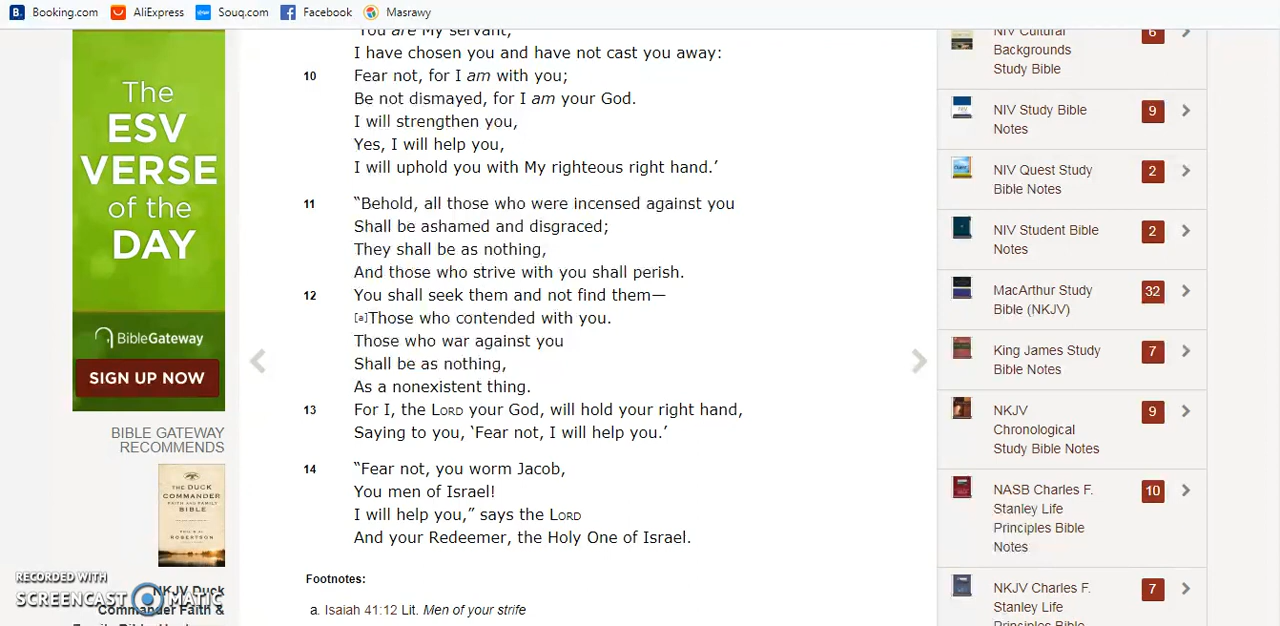 Booking.com AliExpress Souq.com Facebook Masrawy
The
ESV
VERSE
of the
DAY
BibleGateway
SIGN UP NOW
BIBLE GATEWAY
RECOMMENDS
THE DUCK
COMMANDER
FAITH AND FAMILY
BIBLE
ROBERTSON
NKJV Duck
Commander Faith &
RECORDED WITH
SCREENCAST MATIC
You are My servant,
I have chosen you and have not cast you away:
10 Fear not, for I am with you;
Be not dismayed, for I am your God.
I will strengthen you,
Yes, I will help you,
I will uphold you with My righteous right hand.’
11 “Behold, all those who were incensed against you
Shall be ashamed and disgraced;
They shall be as nothing,
And those who strive with you shall perish.
12 You shall seek them and not find them—
[a]Those who contended with you.
Those who war against you
Shall be as nothing,
As a nonexistent thing.
13 For I, the LORD your God, will hold your right hand,
Saying to you, ‘Fear not, I will help you.’
14 “Fear not, you worm Jacob,
You men of Israel!
I will help you,” says the LORD
And your Redeemer, the Holy One of Israel.
Footnotes:
a. Isaiah 41:12 Lit. Men of your strife
NIV Cultural
Backgrounds
Study Bible
6
NIV Study Bible
Notes
9
NIV Quest Study
Bible Notes
2
NIV Student Bible
Notes
2
MacArthur Study
Bible (NKJV)
32
King James Study
Bible Notes
7
NKJV
Chronological
Study Bible Notes
9
NASB Charles F.
Stanley Life
Principles Bible
Notes
10
NKJV Charles F.
Stanley Life
Principles Bible
7